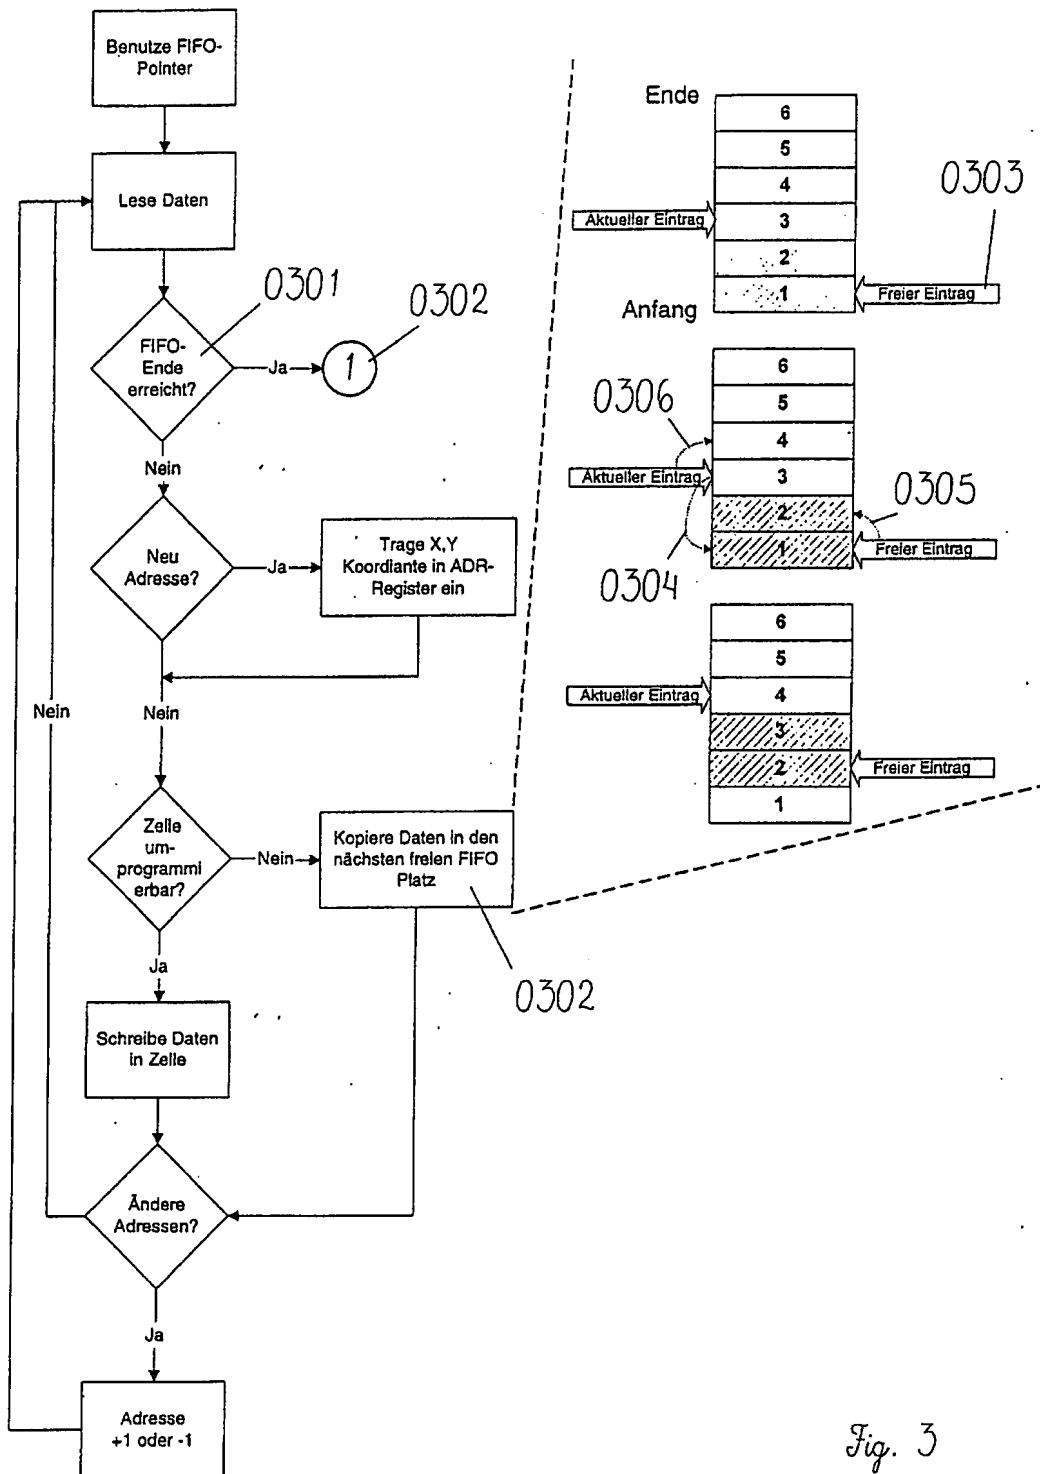 Benutze FIFO-
Pointer
Lese Daten
0301
0302
FIFO-
Ende
erreicht?
Ja
1
Nein
Neu
Adresse?
Ja
Trage X,Y
Koordiante in ADR-
Register ein
Nein
Nein
Zelle
um-
programmi
erbar?
Nein
Kopiere Daten in den
nächsten freien FIFO
Platz
0302
Ja
Schreibe Daten
in Zelle
Ändere
Adressen?
Ja
Adresse
+1 oder -1
Ende
6
5
4
0303
Aktueller Eintrag
3
2
1
Freier Eintrag
Anfang
6
5
0306
4
Aktueller Eintrag
3
0305
2
1
Freier Eintrag
0304
6
5
Aktueller Eintrag
4
3
2
Freier Eintrag
1
Fig. 3